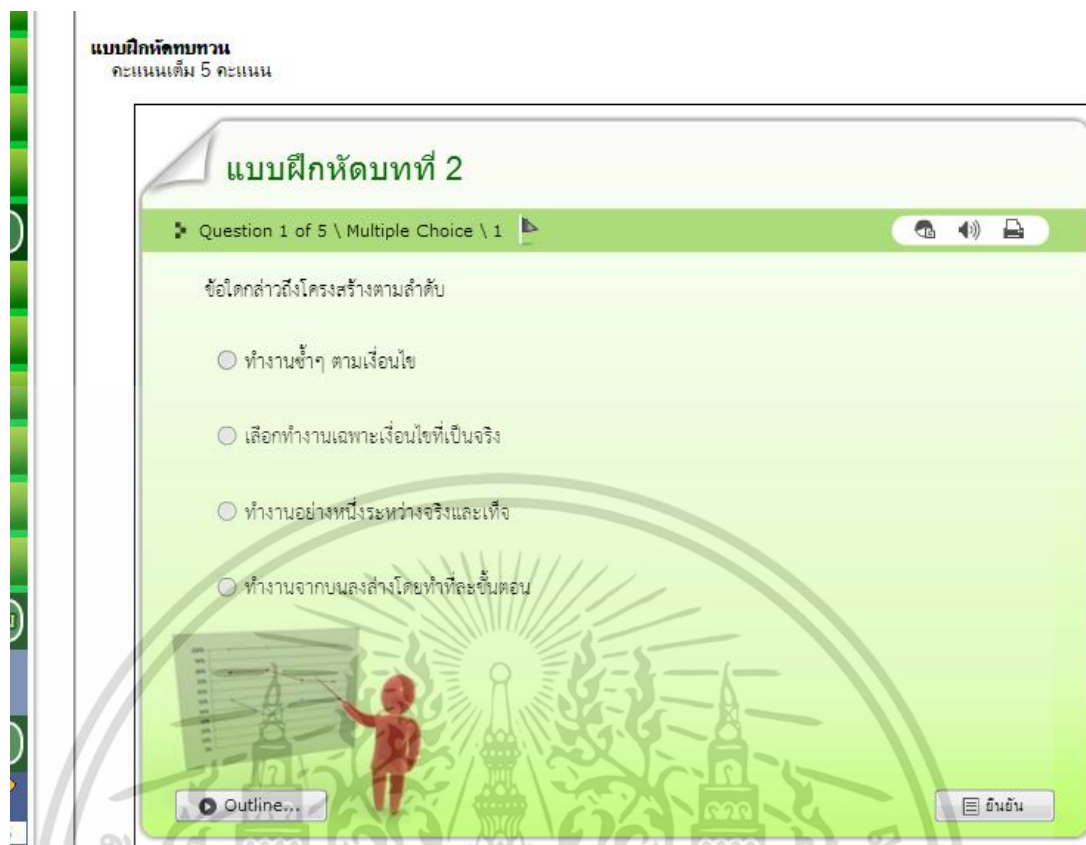 แบบฝึกหัดทบทวน
คะแนนเต็ม 5 คะแนน
แบบฝึกหัดบทที่ 2
Question 1 of 5 \ Multiple Choice \ 1
ข้อใดกล่าวถึงโครงสร้างตามลำดับ
ทำงานซ้ำๆ ตามเงื่อนไข
เลือกทำงานเฉพาะเงื่อนไขที่เป็นจริง
ทำงานอย่างหนึ่งระหว่างจริงและเท็จ
ทำงานจากบนลงล่างโดยทำที่ละขั้นตอน
Outline...
ยืนยัน